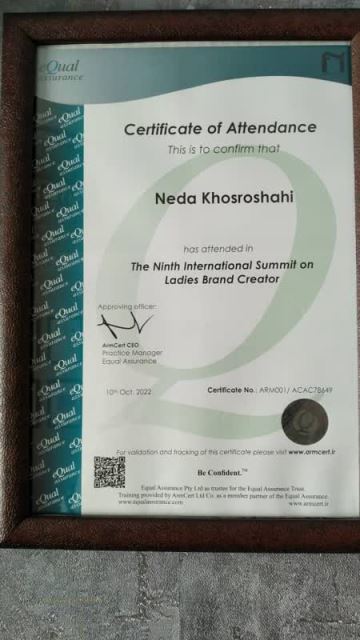 eQual
assurance
Certificate of Attendance
This is to confirm that
Neda Khosroshahi
has attended in
The Ninth International Summit on
Ladies Brand Creator
Approving officer:
ArmCert CEO
Practice Manager
Equal Assurance
10th Oct. 2022
Certificate No.: ARM001/ ACAC78649
For validation and tracking of this certificate please visit www.armcert.ir
Be Confident.™
Equal Assurance Pty Ltd as trustee for the Equal Assurance Trust.
Training provided by ArmCert Ltd Co. as a member partner of the Equal Assurance.
www.equalassurance.com
www.armcert.ir